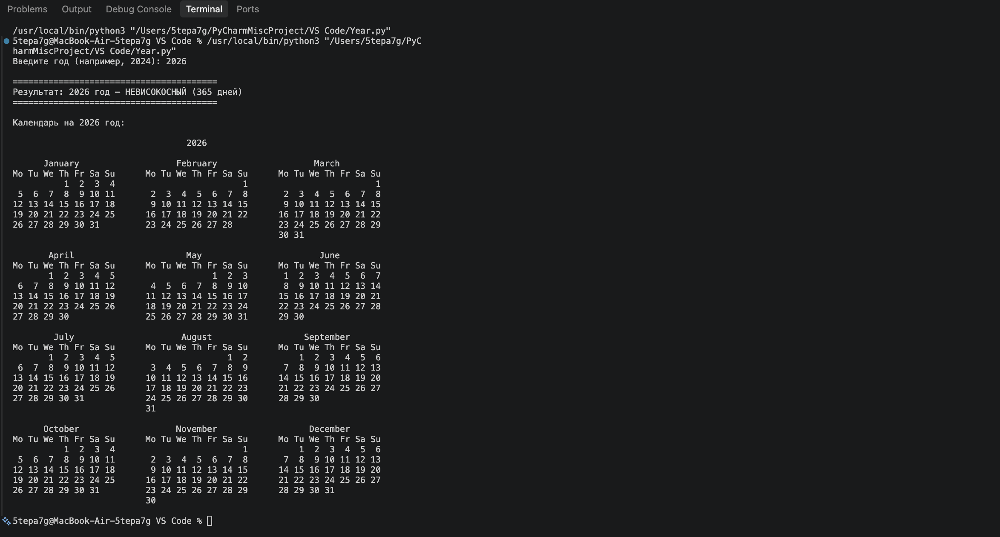 Problems Output Debug Console Terminal Ports
/usr/local/bin/python3 "/Users/5tepa7g/PyCharmMiscProject/VS Code/Year.py"
5tepa7g@MacBook-Air-5tepa7g VS Code % /usr/local/bin/python3 "/Users/5tepa7g/PyC
harmMiscProject/VS Code/Year.py"
Введите год (например, 2024): 2026
========================================
Результат: 2026 год — НЕВИСОКОСНЫЙ (365 дней)
========================================
Календарь на 2026 год:
                                  2026
      January                   February                   March
Mo Tu We Th Fr Sa Su      Mo Tu We Th Fr Sa Su      Mo Tu We Th Fr Sa Su
          1  2  3  4                         1                         1
 5  6  7  8  9 10 11       2  3  4  5  6  7  8       2  3  4  5  6  7  8
12 13 14 15 16 17 18       9 10 11 12 13 14 15       9 10 11 12 13 14 15
19 20 21 22 23 24 25      16 17 18 19 20 21 22      16 17 18 19 20 21 22
26 27 28 29 30 31         23 24 25 26 27 28         23 24 25 26 27 28 29
                                                    30 31
       April                      May                     June
Mo Tu We Th Fr Sa Su      Mo Tu We Th Fr Sa Su      Mo Tu We Th Fr Sa Su
       1  2  3  4  5                   1  2  3       1  2  3  4  5  6  7
 6  7  8  9 10 11 12       4  5  6  7  8  9 10       8  9 10 11 12 13 14
13 14 15 16 17 18 19      11 12 13 14 15 16 17      15 16 17 18 19 20 21
20 21 22 23 24 25 26      18 19 20 21 22 23 24      22 23 24 25 26 27 28
27 28 29 30               25 26 27 28 29 30 31      29 30
        July                     August                  September
Mo Tu We Th Fr Sa Su      Mo Tu We Th Fr Sa Su      Mo Tu We Th Fr Sa Su
       1  2  3  4  5                      1  2          1  2  3  4  5  6
 6  7  8  9 10 11 12       3  4  5  6  7  8  9       7  8  9 10 11 12 13
13 14 15 16 17 18 19      10 11 12 13 14 15 16      14 15 16 17 18 19 20
20 21 22 23 24 25 26      17 18 19 20 21 22 23      21 22 23 24 25 26 27
27 28 29 30 31            24 25 26 27 28 29 30      28 29 30
                          31
      October                   November                  December
Mo Tu We Th Fr Sa Su      Mo Tu We Th Fr Sa Su      Mo Tu We Th Fr Sa Su
          1  2  3  4                         1          1  2  3  4  5  6
 5  6  7  8  9 10 11       2  3  4  5  6  7  8       7  8  9 10 11 12 13
12 13 14 15 16 17 18       9 10 11 12 13 14 15      14 15 16 17 18 19 20
19 20 21 22 23 24 25      16 17 18 19 20 21 22      21 22 23 24 25 26 27
26 27 28 29 30 31         23 24 25 26 27 28 29      28 29 30 31
                          30
5tepa7g@MacBook-Air-5tepa7g VS Code %